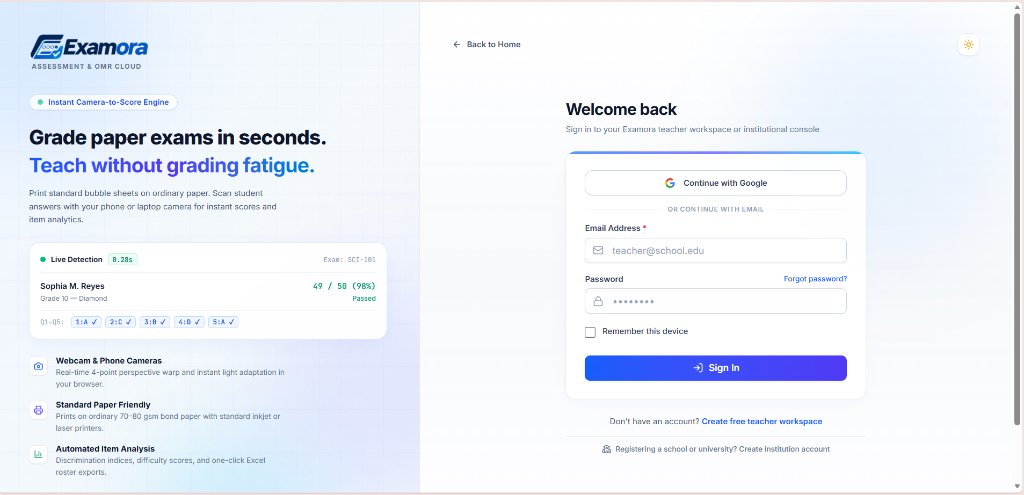 Examora
ASSESSMENT & OMR CLOUD
Instant Camera-to-Score Engine
Grade paper exams in seconds.
Teach without grading fatigue.
Print standard bubble sheets on ordinary paper. Scan student
answers with your phone or laptop camera for instant scores and
item analytics.
Live Detection 0.28s Exam: SCI-101
Sophia M. Reyes 49 / 50 (98%)
Grade 10 — Diamond Passed
Q1-Q5: 1:A ✓ 2:C ✓ 3:B ✓ 4:D ✓ 5:A ✓
Webcam & Phone Cameras
Real-time 4-point perspective warp and instant light adaptation in
your browser.
Standard Paper Friendly
Prints on ordinary 70-80 gsm bond paper with standard inkjet or
laser printers.
Automated Item Analysis
Discrimination indices, difficulty scores, and one-click Excel
roster exports.
Back to Home
Welcome back
Sign in to your Examora teacher workspace or institutional console
Continue with Google
OR CONTINUE WITH EMAIL
Email Address *
teacher@school.edu
Password Forgot password?
Remember this device
Sign In
Don't have an account? Create free teacher workspace
Registering a school or university? Create institution account